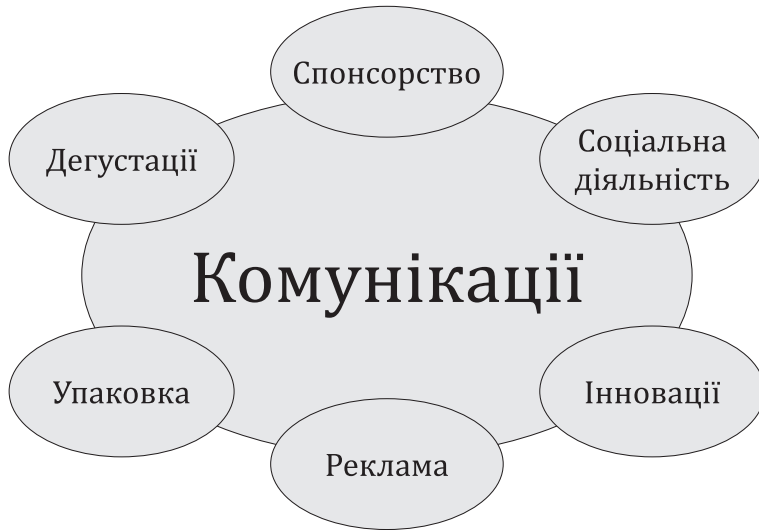 Спонсорство
Дегустації
Соціальна
діяльність
Комунікації
Упаковка
Інновації
Реклама